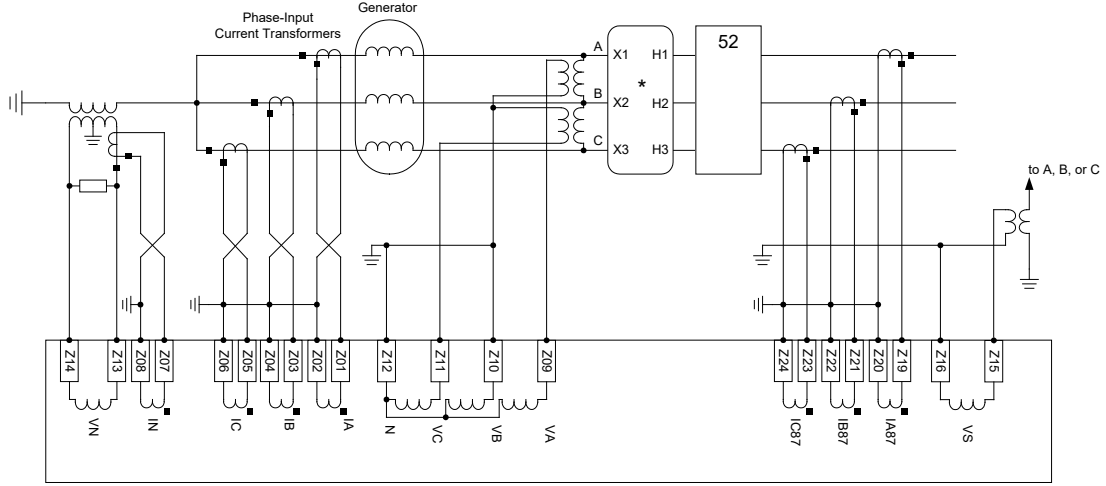 Phase-Input
Current Transformers
Generator
A
B
C
X1
X2
X3
*
H1
H2
H3
52
to A, B, or C
Z14
Z13
Z08
Z07
Z06
Z05
Z04
Z03
Z02
Z01
Z12
Z11
Z10
Z09
Z24
Z23
Z22
Z21
Z20
Z19
Z16
Z15
VN
IN
IC
IB
IA
N
VC
VB
VA
IC87
IB87
IA87
VS